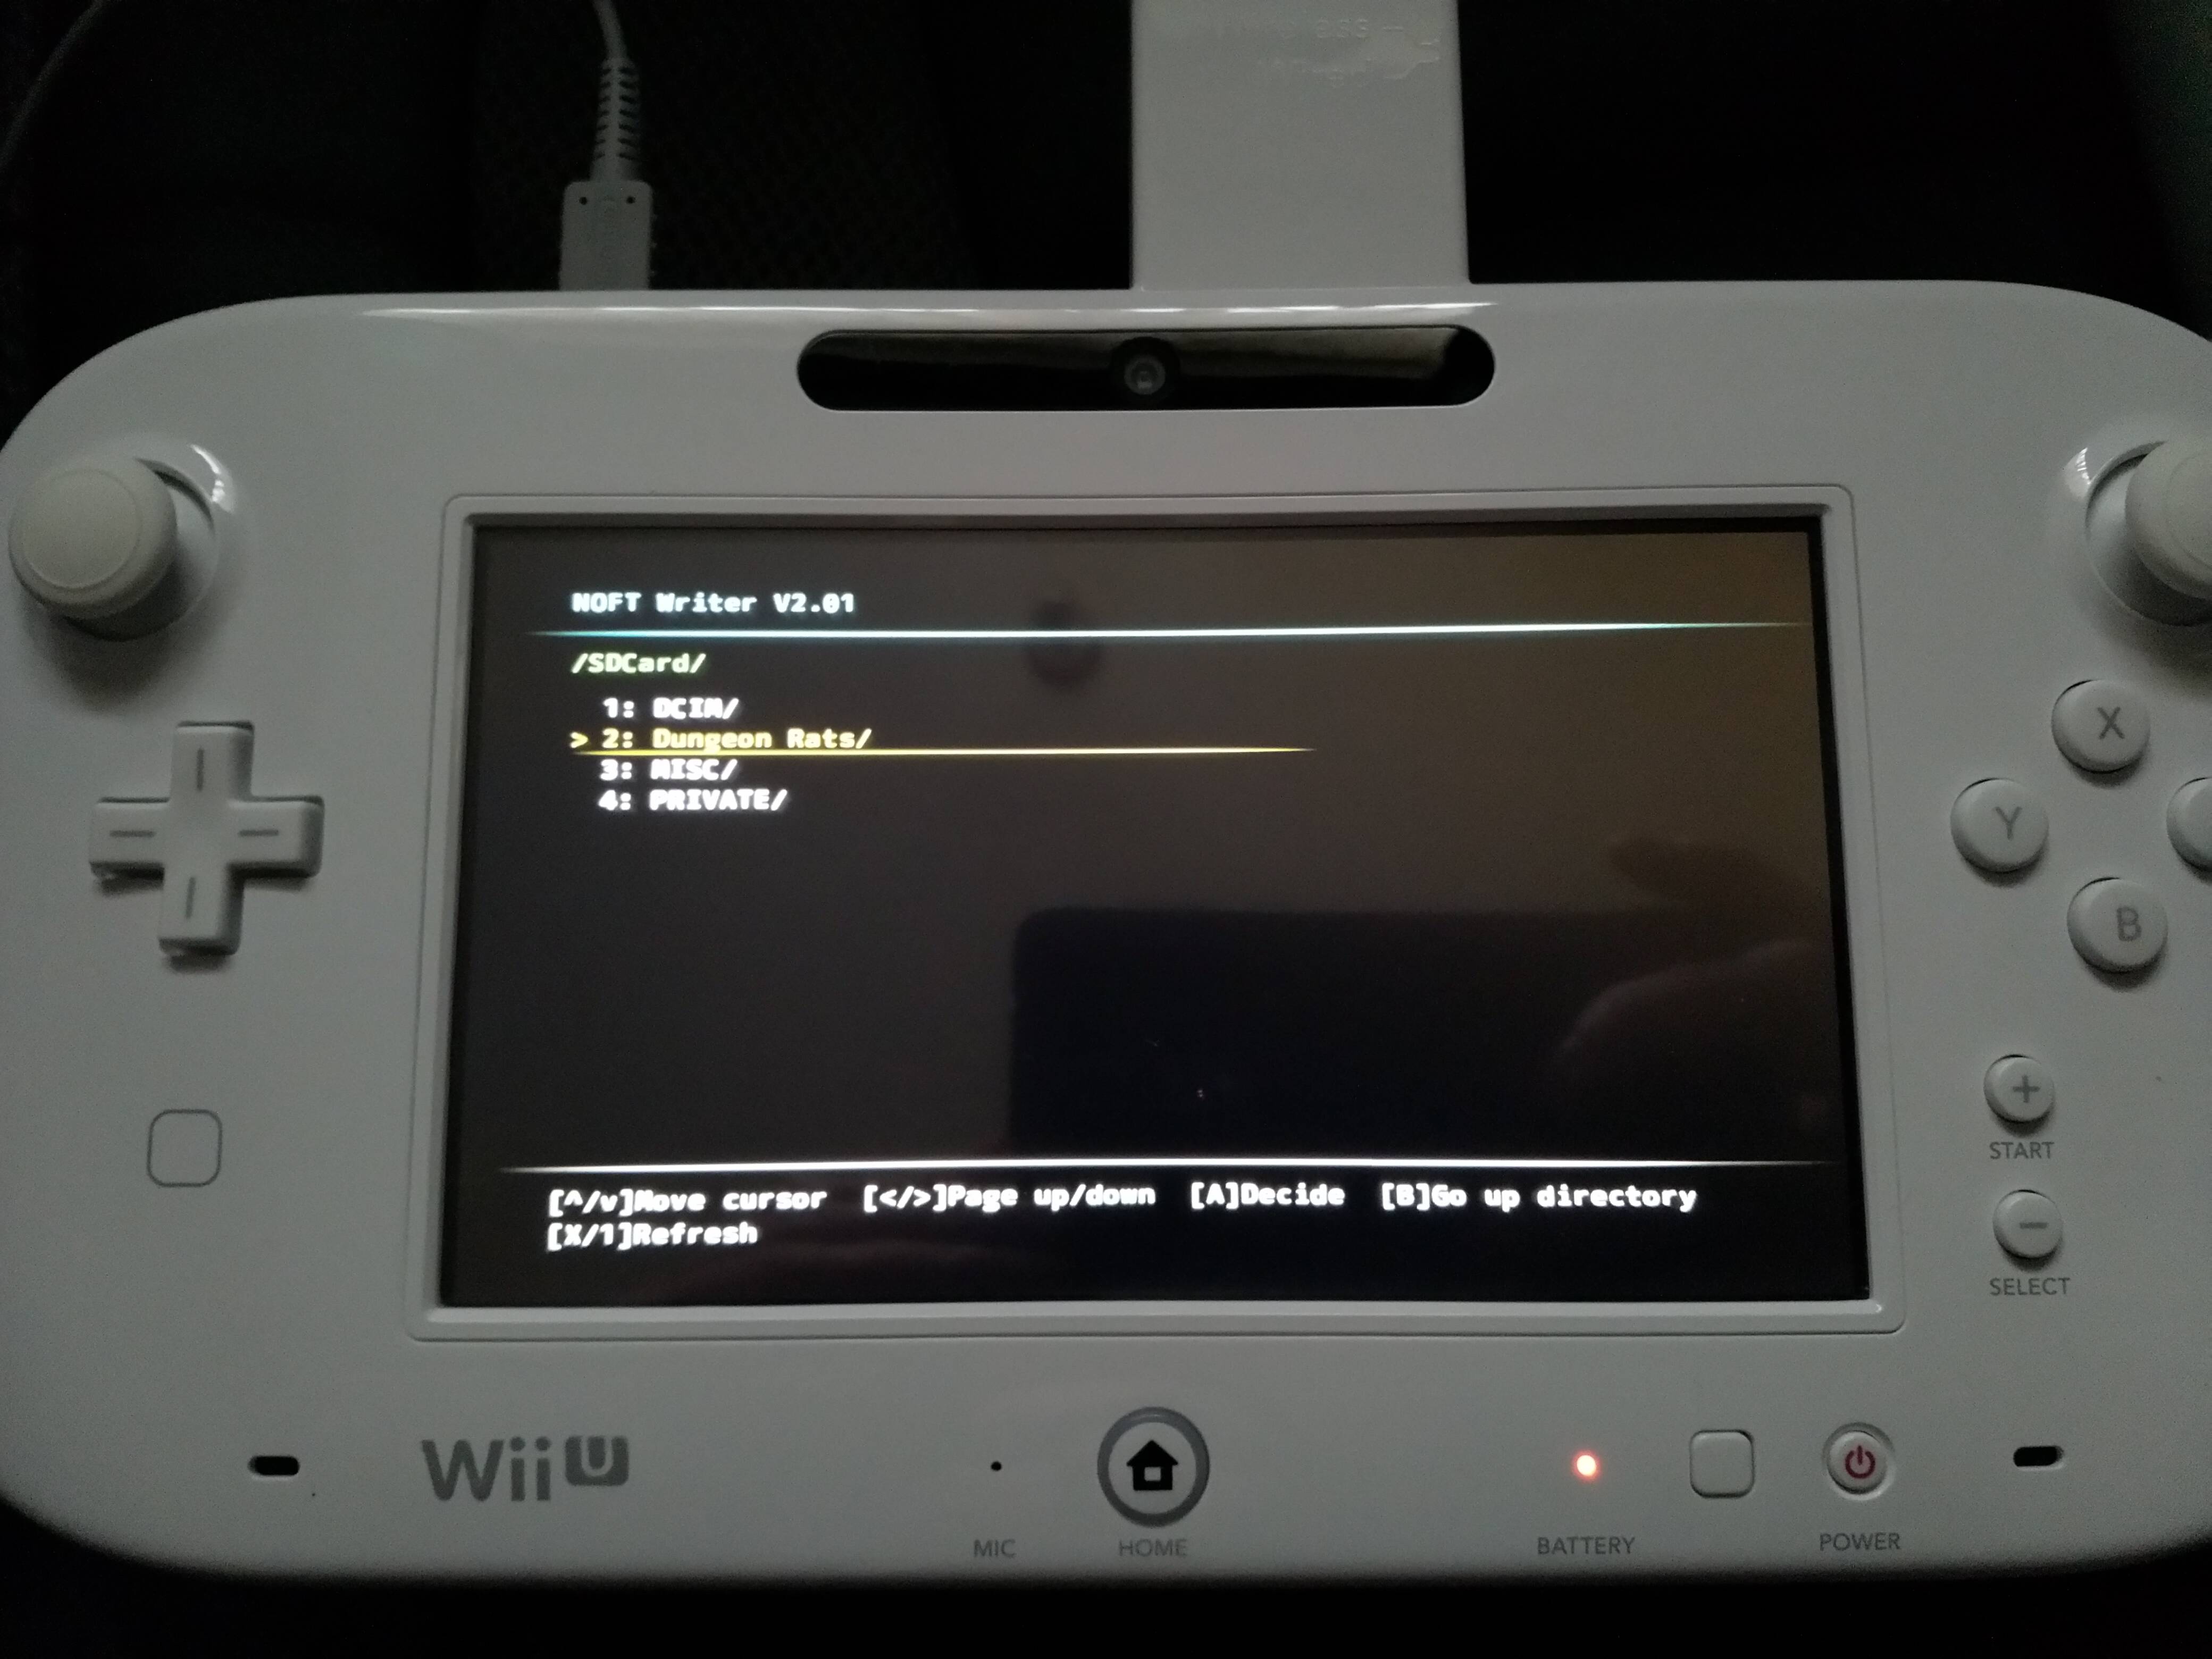 NOFT Writer V2.01
/SDCard/
1: DCIM/
> 2: Dungeon Rats/
3: MISC/
4: PRIVATE/
[^/v]Move cursor [</>]Page up/down [A]Decide [B]Go up directory
[X/1]Refresh
X
Y
B
+
START
−
SELECT
Wii U
MIC
HOME
BATTERY
POWER